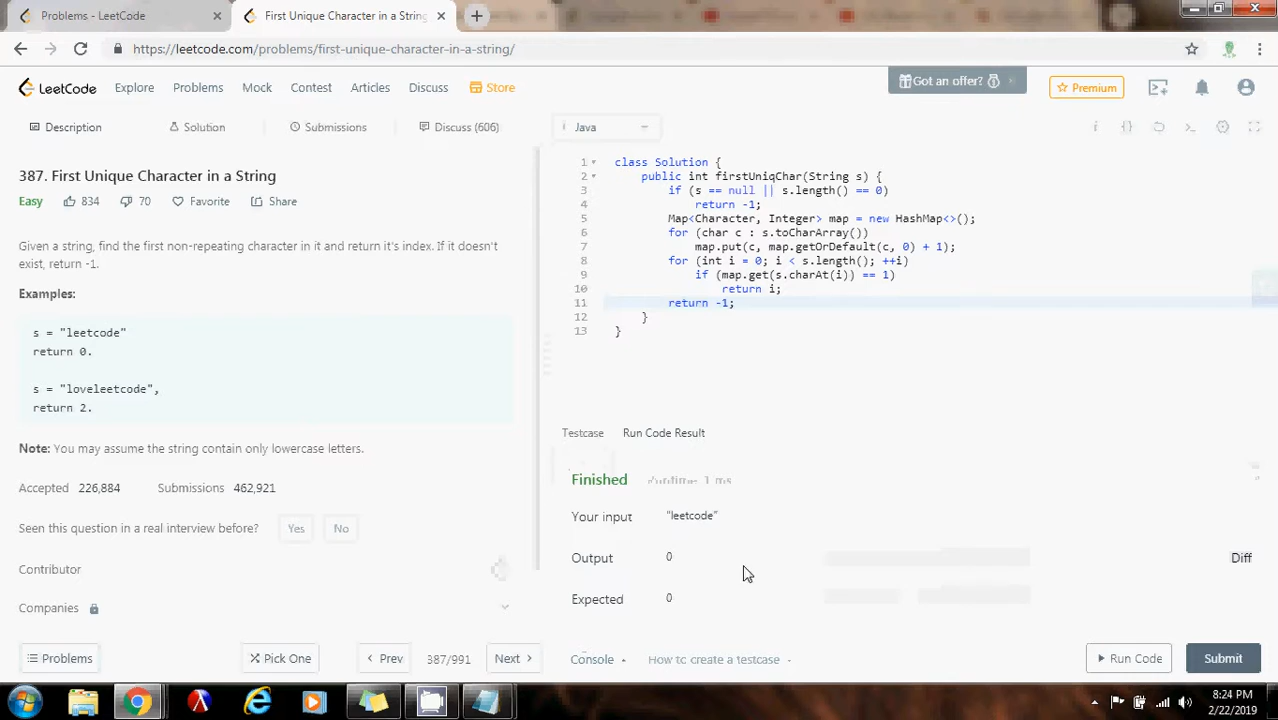 Problems - LeetCode
First Unique Character in a String
https://leetcode.com/problems/first-unique-character-in-a-string/
LeetCode
Explore
Problems
Mock
Contest
Articles
Discuss
Store
Got an offer?
Premium
Description
Solution
Submissions
Discuss (606)
Java
387. First Unique Character in a String
Easy
834
70
Favorite
Share
Given a string, find the first non-repeating character in it and return it's index. If it doesn't
exist, return -1.
Examples:
s = "leetcode"
return 0.
s = "loveleetcode",
return 2.
Note: You may assume the string contain only lowercase letters.
Accepted 226,884 Submissions 462,921
Seen this question in a real interview before? Yes No
Contributor
Companies
Problems
Pick One
Prev
387/991
Next
1 class Solution {
2 public int firstUniqChar(String s) {
3 if (s == null || s.length() == 0)
4 return -1;
5 Map<Character, Integer> map = new HashMap<>();
6 for (char c : s.toCharArray())
7 map.put(c, map.getOrDefault(c, 0) + 1);
8 for (int i = 0; i < s.length(); ++i)
9 if (map.get(s.charAt(i)) == 1)
10 return i;
11 return -1;
12 }
13 }
Testcase
Run Code Result
Finished
Runtime: 1 ms
Your input "leetcode"
Output 0
Diff
Expected 0
Console
How to create a testcase
Run Code
Submit
8:24 PM
2/22/2019